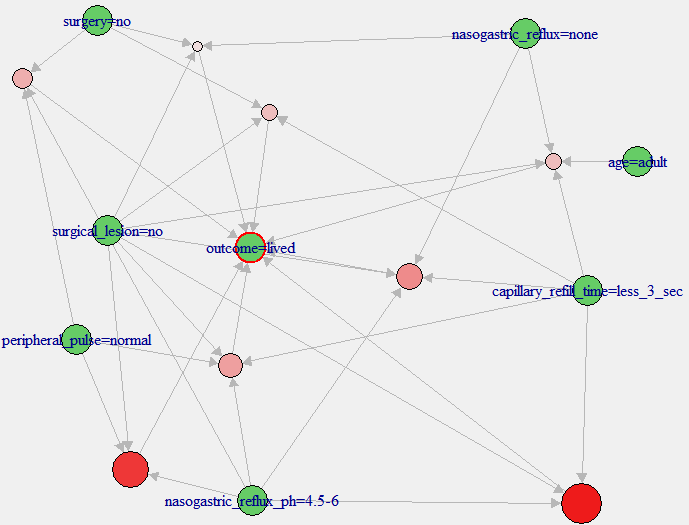 surgery=no
nasogastric_reflux=none
age=adult
surgical_lesion=no
outcome=lived
capillary_refill_time=less_3_sec
peripheral_pulse=normal
nasogastric_reflux_ph=4.5-6